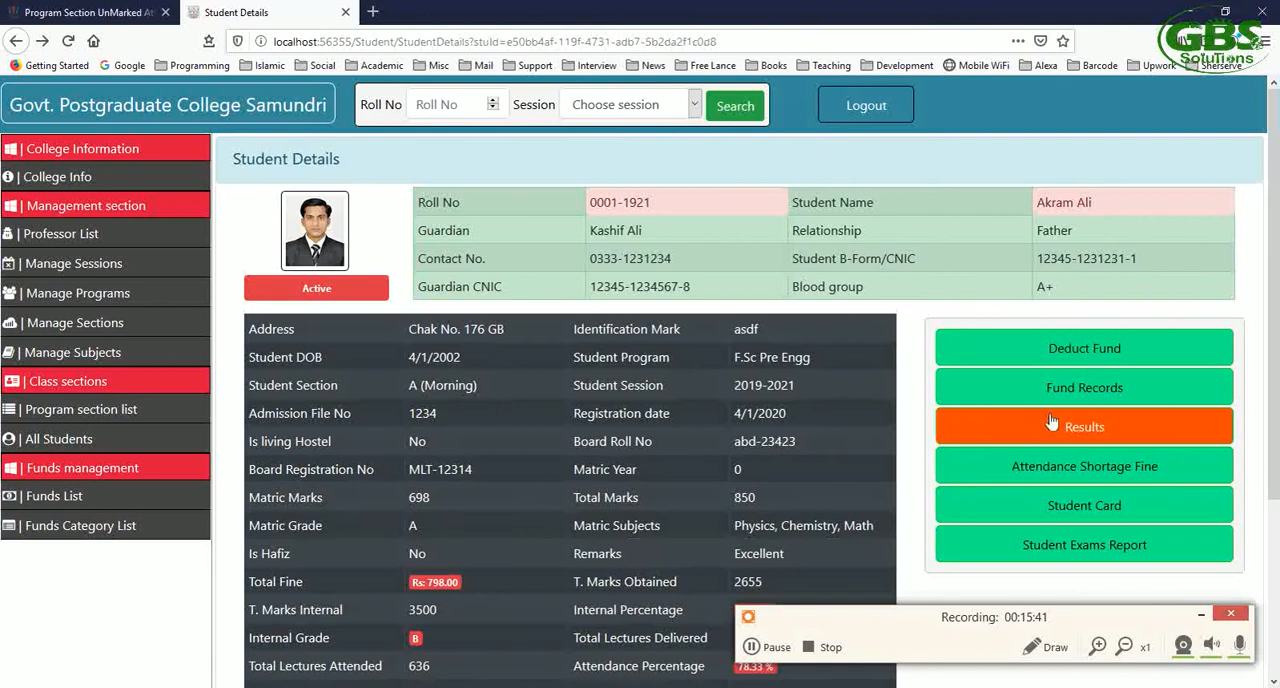 Program Section UnMarked At
Student Details
localhost:56355/Student/StudentDetails?stuId=e50bb4af-119f-4731-adb7-5b2da2f1c0d8
GBS
SoluTions
Getting Started Google Programming Islamic Social Academic Misc Mail Support Interview News Free Lance Books Teaching Development Mobile WiFi Alexa Barcode Upwork
Govt. Postgraduate College Samundri
Roll No Roll No Session Choose session Search
Logout
| College Information
| College Info
| Management section
| Professor List
| Manage Sessions
| Manage Programs
| Manage Sections
| Manage Subjects
| Class sections
| Program section list
| All Students
| Funds management
| Funds List
| Funds Category List
Student Details
Active
Roll No 0001-1921 Student Name Akram Ali
Guardian Kashif Ali Relationship Father
Contact No. 0333-1231234 Student B-Form/CNIC 12345-1231231-1
Guardian CNIC 12345-1234567-8 Blood group A+
Address Chak No. 176 GB Identification Mark asdf
Student DOB 4/1/2002 Student Program F.Sc Pre Engg
Student Section A (Morning) Student Session 2019-2021
Admission File No 1234 Registration date 4/1/2020
Is living Hostel No Board Roll No abd-23423
Board Registration No MLT-12314 Matric Year 0
Matric Marks 698 Total Marks 850
Matric Grade A Matric Subjects Physics, Chemistry, Math
Is Hafiz No Remarks Excellent
Total Fine Rs: 798.00 T. Marks Obtained 2655
T. Marks Internal 3500 Internal Percentage
Internal Grade B Total Lectures Delivered
Total Lectures Attended 636 Attendance Percentage 78.33 %
Deduct Fund
Fund Records
Results
Attendance Shortage Fine
Student Card
Student Exams Report
Recording: 00:15:41
Pause Stop Draw x1